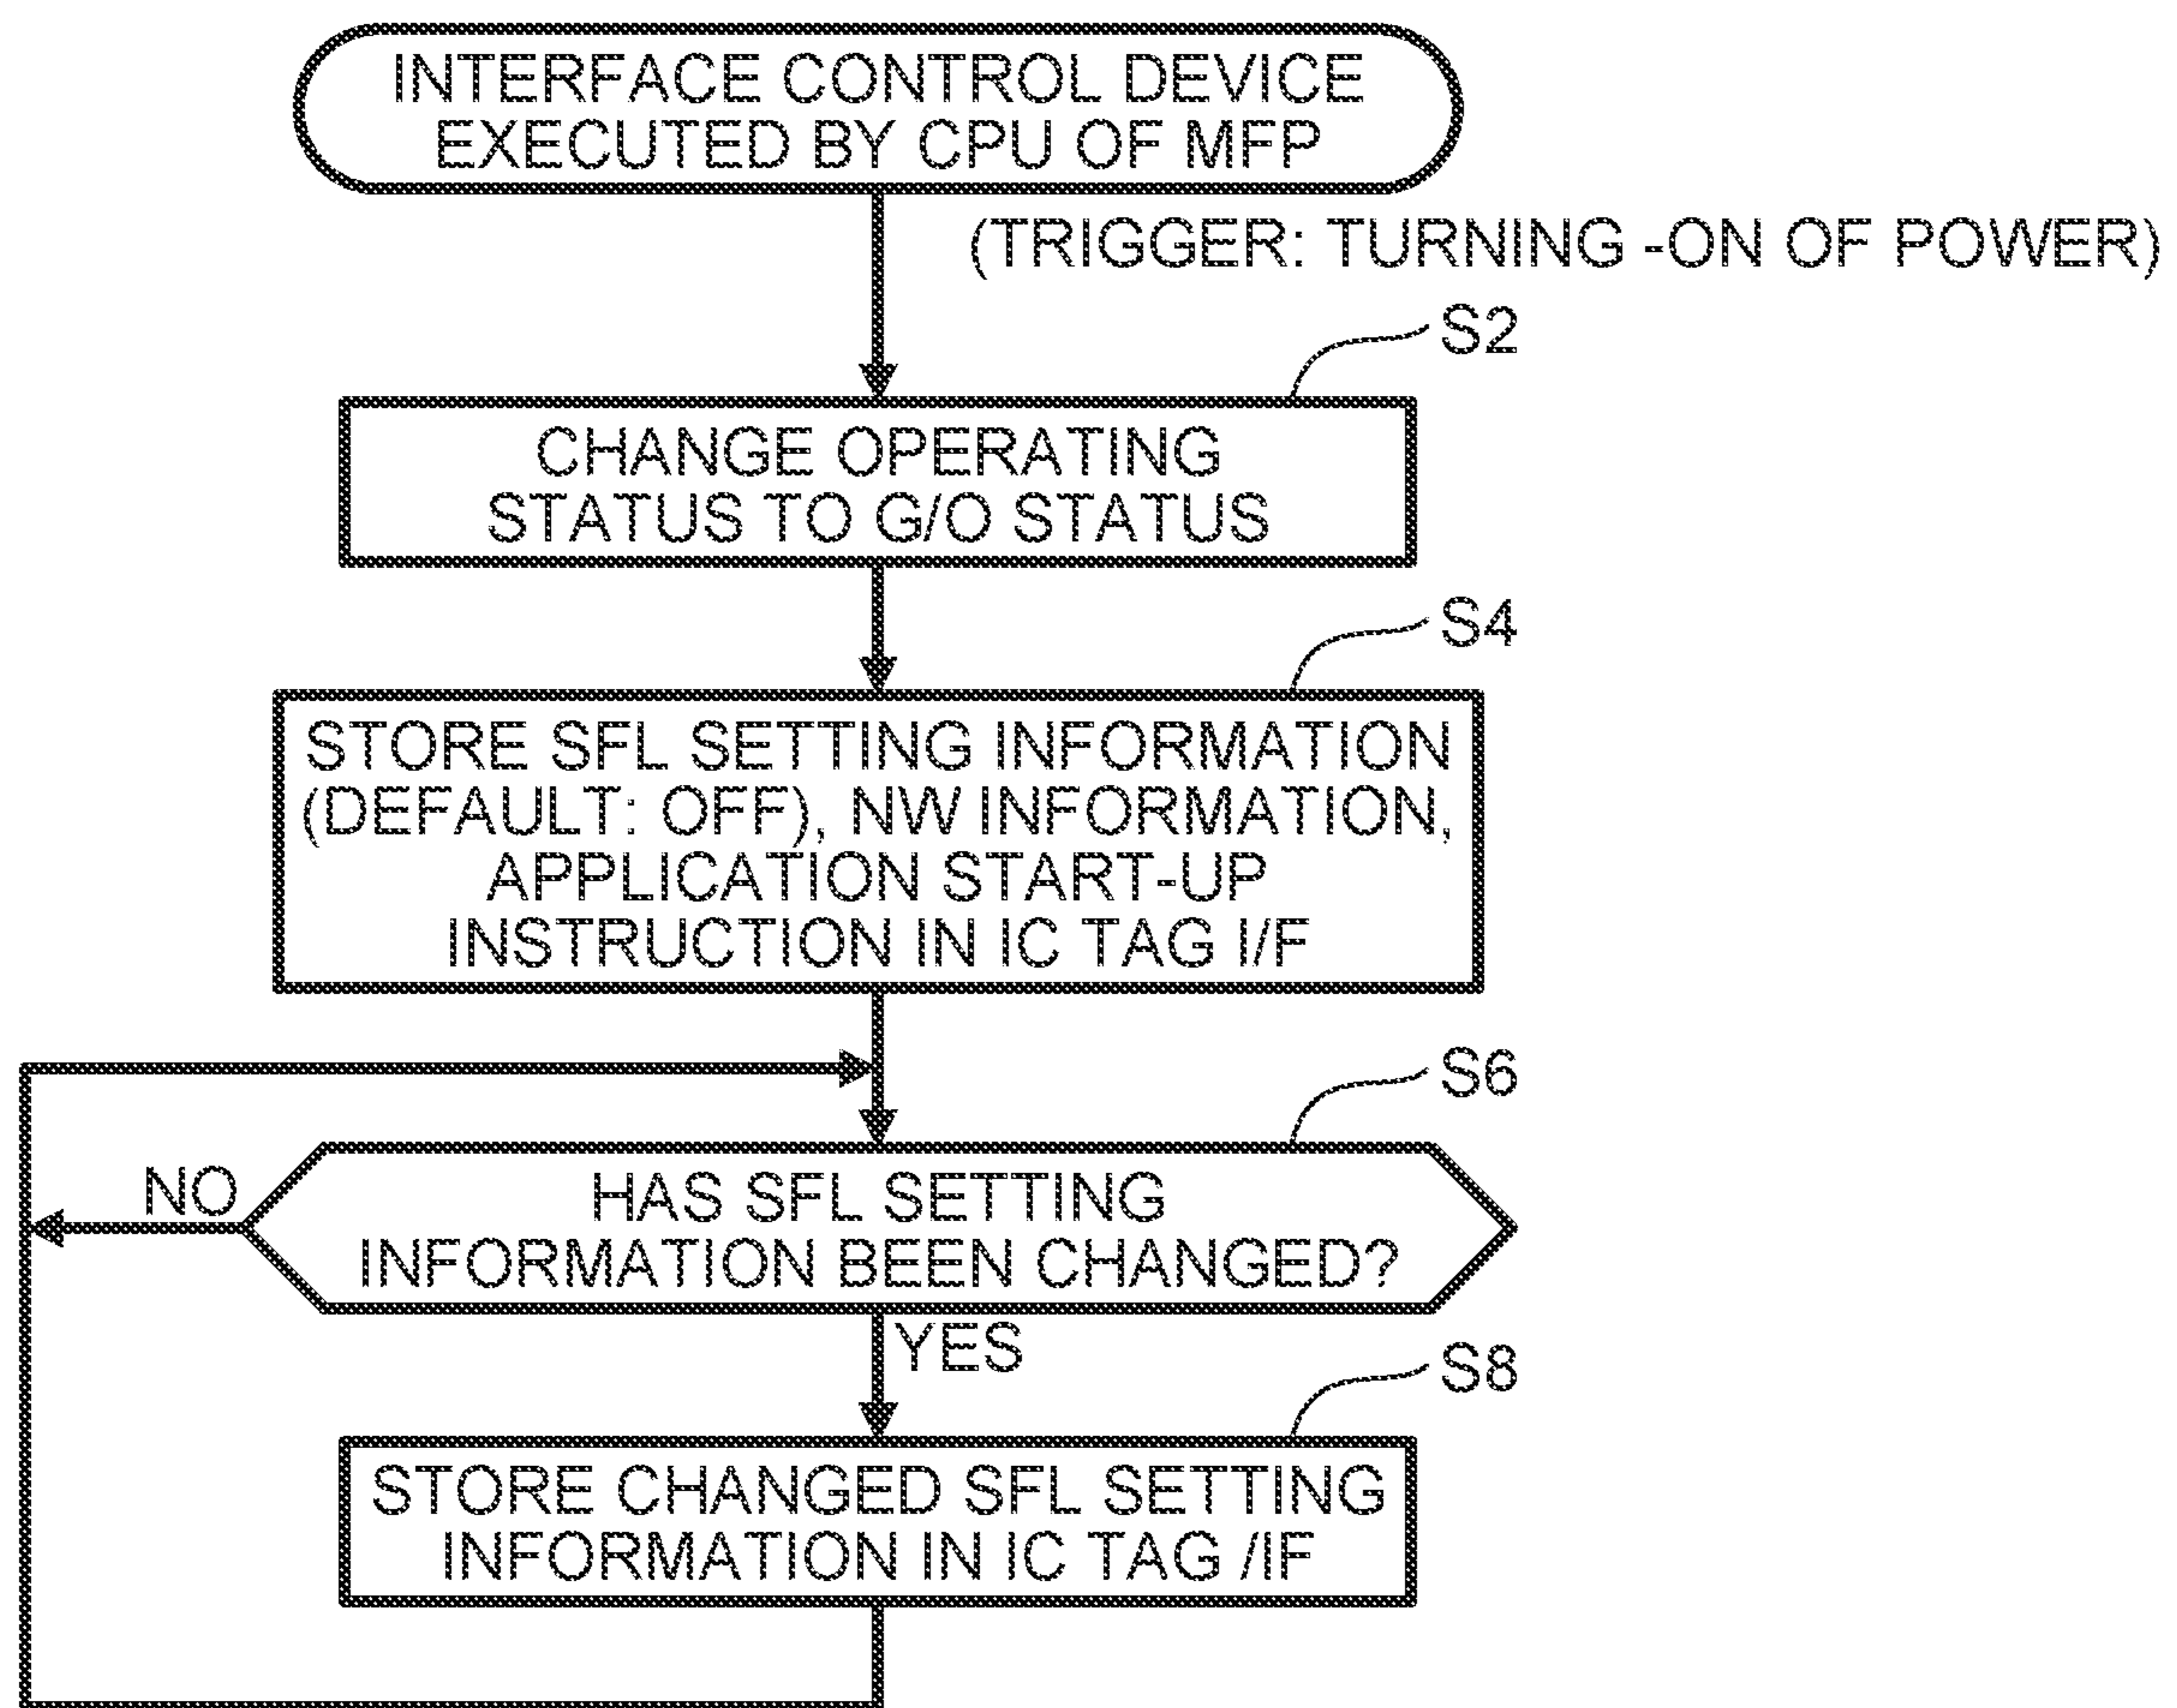 INTERFACE CONTROL DEVICE
EXECUTED BY CPU OF MFP
(TRIGGER: TURNING -ON OF POWER)
S2
CHANGE OPERATING
STATUS TO G/O STATUS
S4
STORE SFL SETTING INFORMATION
(DEFAULT: OFF), NW INFORMATION,
APPLICATION START-UP
INSTRUCTION IN IC TAG I/F
S6
NO
HAS SFL SETTING
INFORMATION BEEN CHANGED?
YES
S8
STORE CHANGED SFL SETTING
INFORMATION IN IC TAG /IF